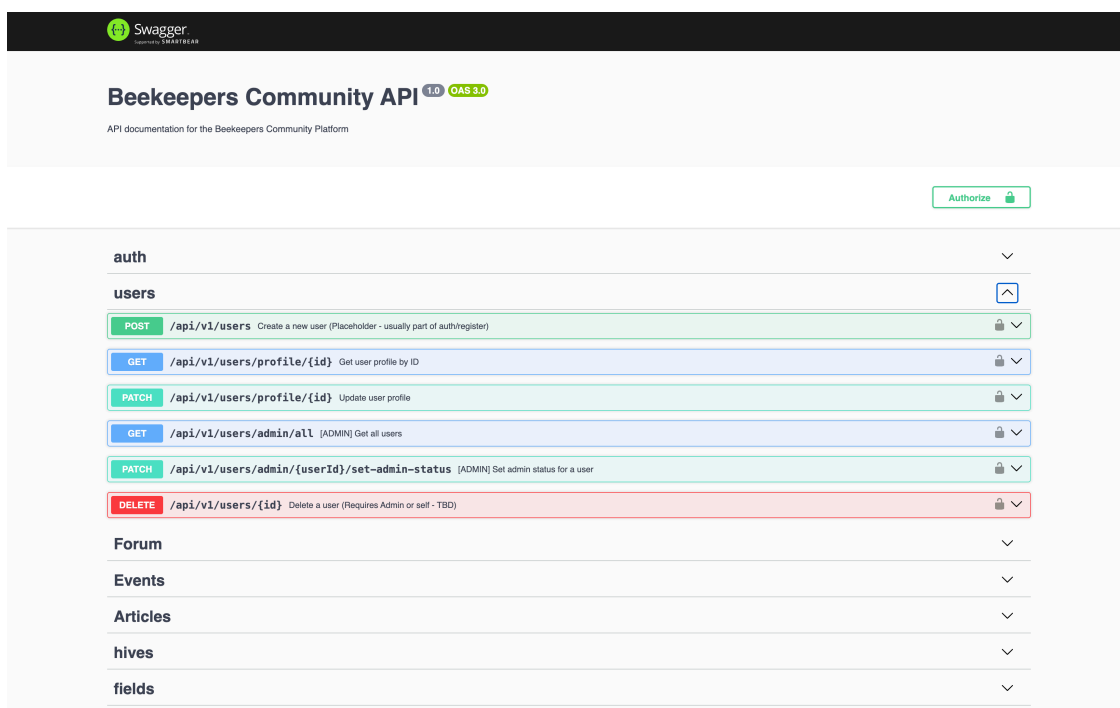 Swagger.
Supported by SMARTBEAR
Beekeepers Community API 1.0 OAS 3.0
API documentation for the Beekeepers Community Platform
Authorize
auth
users
POST /api/v1/users Create a new user (Placeholder - usually part of auth/register)
GET /api/v1/users/profile/{id} Get user profile by ID
PATCH /api/v1/users/profile/{id} Update user profile
GET /api/v1/users/admin/all [ADMIN] Get all users
PATCH /api/v1/users/admin/{userId}/set-admin-status [ADMIN] Set admin status for a user
DELETE /api/v1/users/{id} Delete a user (Requires Admin or self - TBD)
Forum
Events
Articles
hives
fields